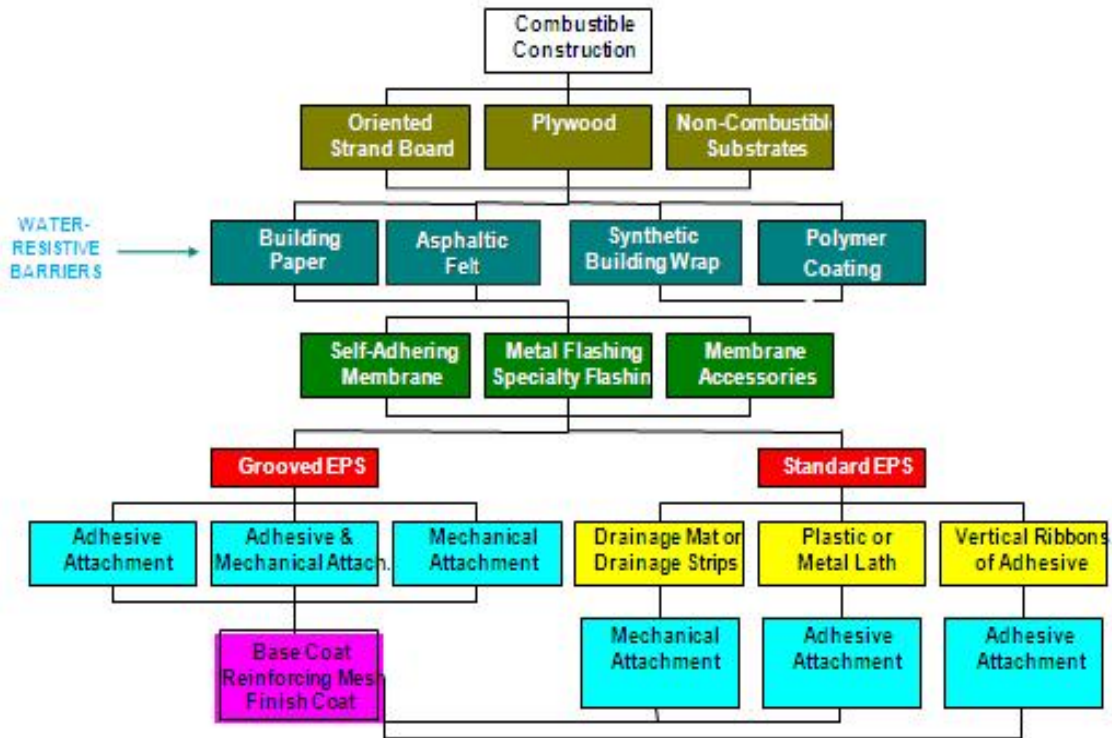 Combustible
Construction
Oriented
Strand Board
Plywood
Non-Combustible
Substrates
WATER-
RESISTIVE
BARRIERS
Building
Paper
Asphaltic
Felt
Synthetic
Building Wrap
Polymer
Coating
Self-Adhering
Membrane
Metal Flashing
Specialty Flashin
Membrane
Accessories
Grooved EPS
Standard EPS
Adhesive
Attachment
Adhesive &
Mechanical Attach.
Mechanical
Attachment
Drainage Mat or
Drainage Strips
Plastic or
Metal Lath
Vertical Ribbons
of Adhesive
Base Coat
Reinforcing Mesh
Finish Coat
Mechanical
Attachment
Adhesive
Attachment
Adhesive
Attachment